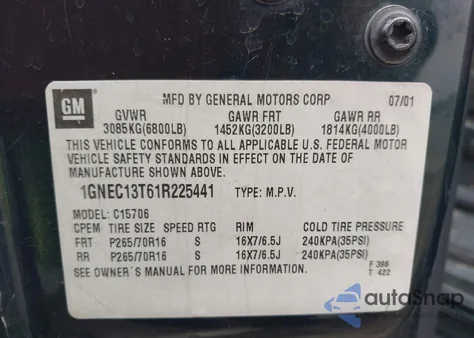 GM
MFD BY GENERAL MOTORS CORP 07/01
GVWR GAWR FRT GAWR RR
3085KG(6800LB) 1452KG(3200LB) 1814KG(4000LB)
THIS VEHICLE CONFORMS TO ALL APPLICABLE U.S. FEDERAL MOTOR
VEHICLE SAFETY STANDARDS IN EFFECT ON THE DATE OF
MANUFACTURE SHOWN ABOVE.
1GNEC13T61R225441 TYPE: M.P.V.
MODEL: C15706
CPEM TIRE SIZE SPEED RTG RIM COLD TIRE PRESSURE
FRT P265/70R16 S 16X7/6.5J 240KPA(35PSI)
RR P265/70R16 S 16X7/6.5J 240KPA(35PSI)
SEE OWNER'S MANUAL FOR MORE INFORMATION. F 398
T 422
autoSnap